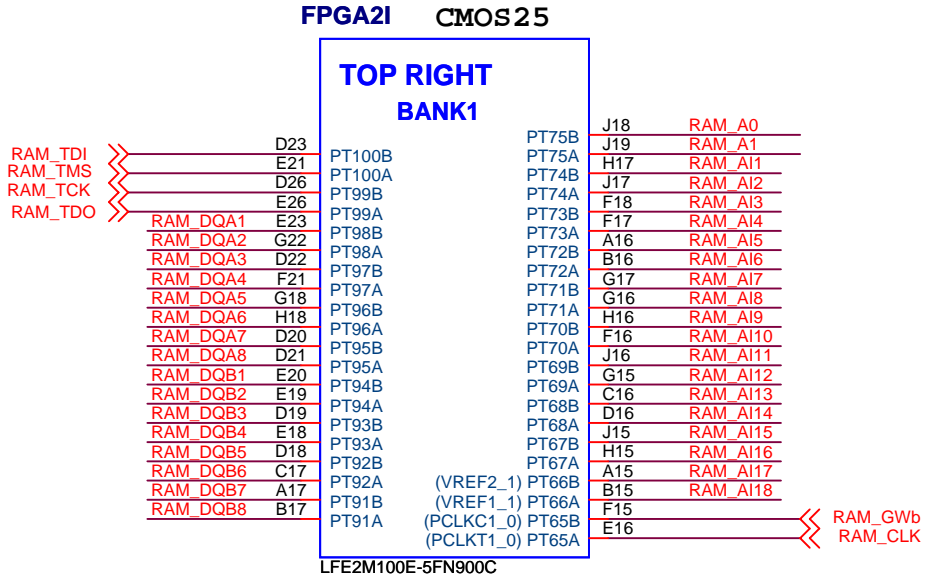 FPGA2I CMOS25
TOP RIGHT
BANK1
RAM_TDI D23 PT100B
RAM_TMS E21 PT100A
RAM_TCK D26 PT99B
RAM_TDO E26 PT99A
RAM_DQA1 E23 PT98B
RAM_DQA2 G22 PT98A
RAM_DQA3 D22 PT97B
RAM_DQA4 F21 PT97A
RAM_DQA5 G18 PT96B
RAM_DQA6 H18 PT96A
RAM_DQA7 D20 PT95B
RAM_DQA8 D21 PT95A
RAM_DQB1 E20 PT94B
RAM_DQB2 E19 PT94A
RAM_DQB3 D19 PT93B
RAM_DQB4 E18 PT93A
RAM_DQB5 D18 PT92B
RAM_DQB6 C17 PT92A
RAM_DQB7 A17 PT91B
RAM_DQB8 B17 PT91A
PT75B J18 RAM_A0
PT75A J19 RAM_A1
PT74B H17 RAM_AI1
PT74A J17 RAM_AI2
PT73B F18 RAM_AI3
PT73A F17 RAM_AI4
PT72B A16 RAM_AI5
PT72A B16 RAM_AI6
PT71B G17 RAM_AI7
PT71A G16 RAM_AI8
PT70B H16 RAM_AI9
PT70A F16 RAM_AI10
PT69B J16 RAM_AI11
PT69A G15 RAM_AI12
PT68B C16 RAM_AI13
PT68A D16 RAM_AI14
PT67B J15 RAM_AI15
PT67A H15 RAM_AI16
(VREF2_1) PT66B A15 RAM_AI17
(VREF1_1) PT66A B15 RAM_AI18
(PCLKC1_0) PT65B F15 RAM_GWb
(PCLKT1_0) PT65A E16 RAM_CLK
LFE2M100E-5FN900C